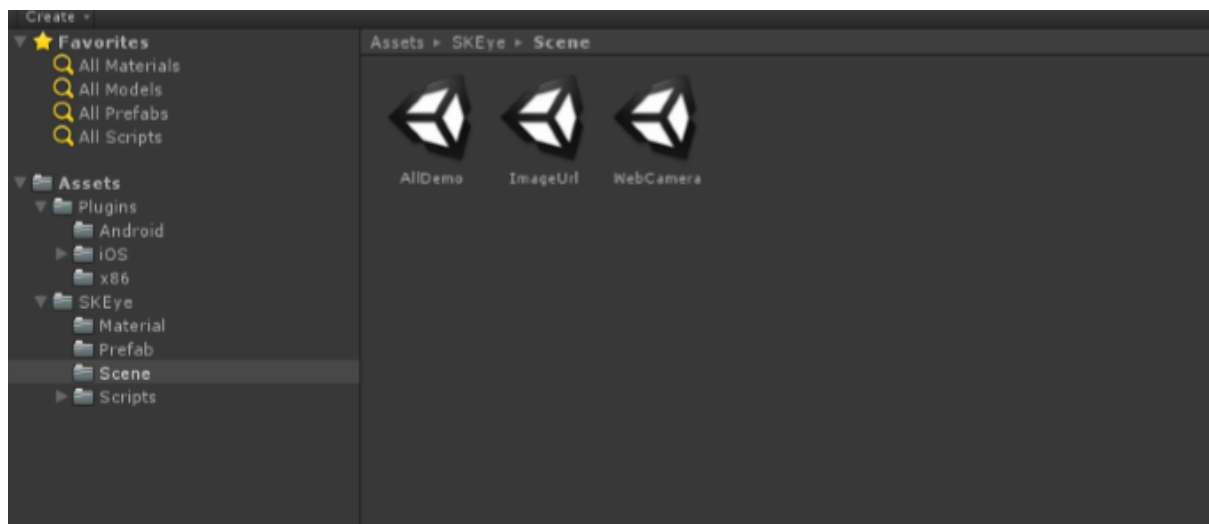 Create
Favorites
All Materials
All Models
All Prefabs
All Scripts
Assets
Plugins
Android
iOS
x86
SKEye
Material
Prefab
Scene
Scripts
Assets ▸ SKEye ▸ Scene
AllDemo
ImageUrl
WebCamera